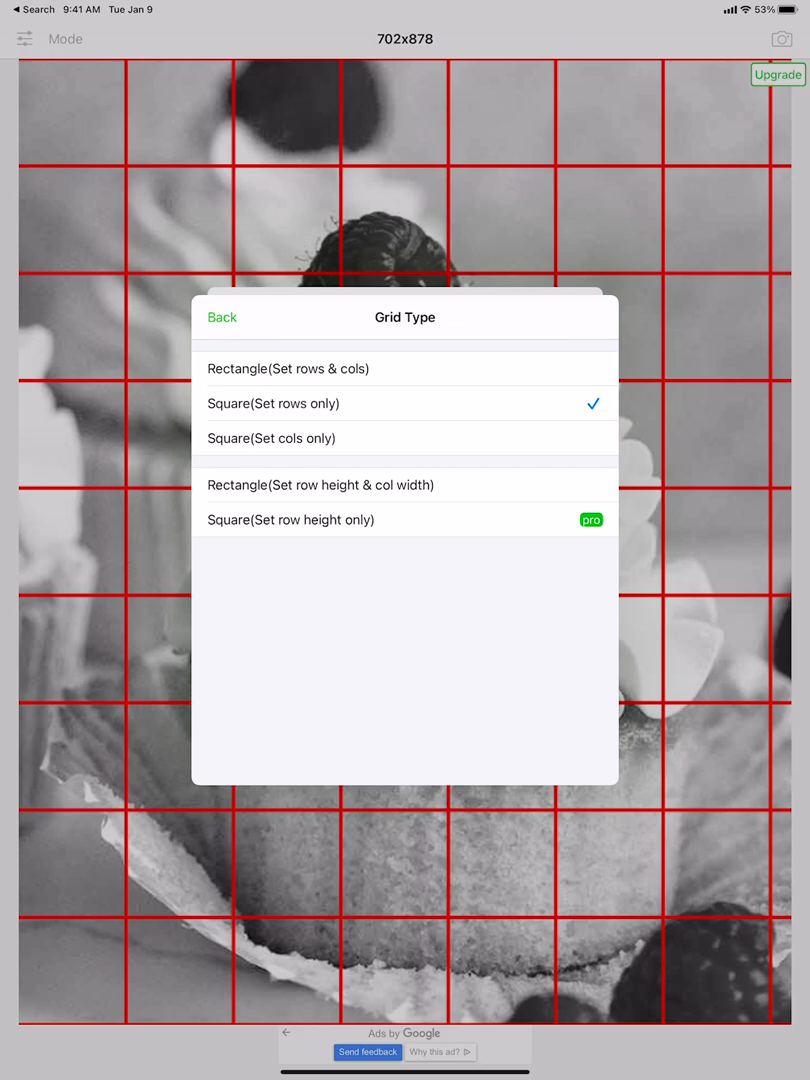 Search 9:41 AM Tue Jan 9 53%
Mode 702x878
Upgrade
Back Grid Type
Rectangle(Set rows & cols)
Square(Set rows only)
Square(Set cols only)
Rectangle(Set row height & col width)
Square(Set row height only) pro
Ads by Google
Send feedback Why this ad?